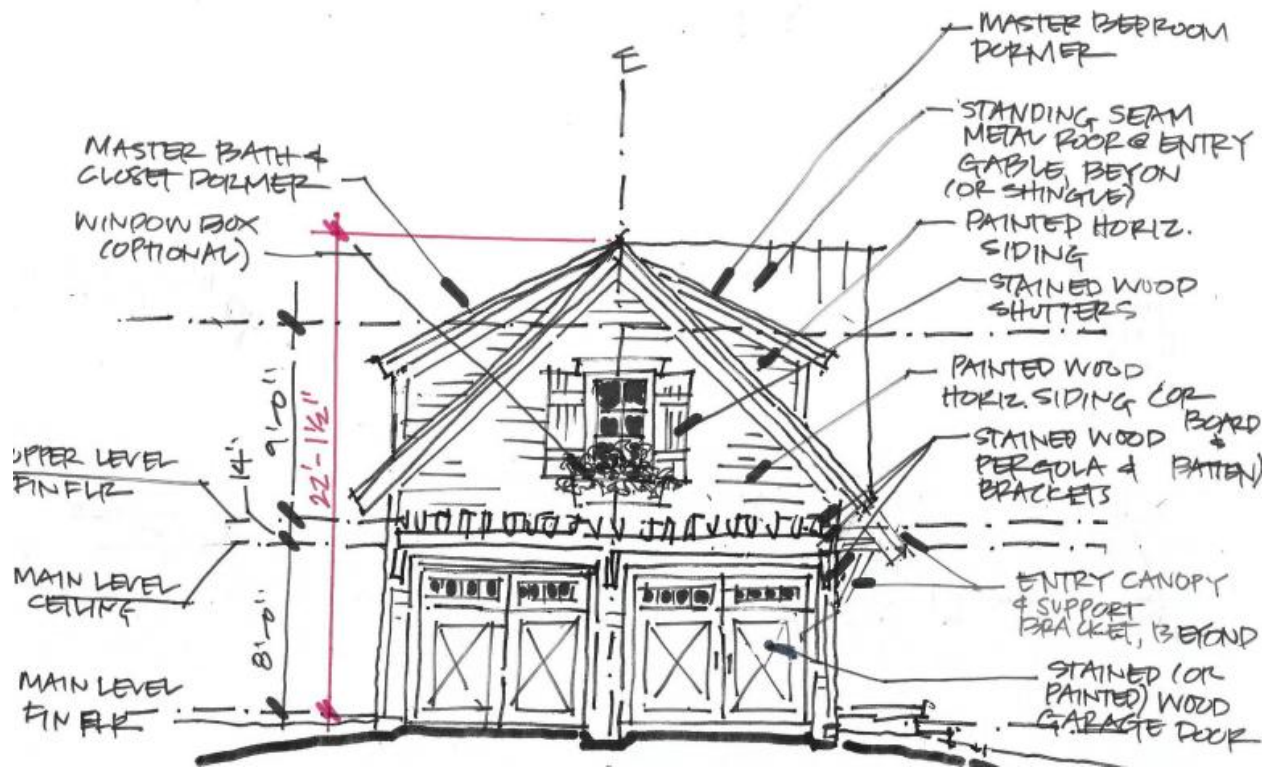 MASTER BEDROOM
DORMER
STANDING SEAM
METAL ROOF @ ENTRY
GABLE, BEYON
(OR SHINGLE)
PAINTED HORIZ.
SIDING
STAINED WOOD
SHUTTERS
PAINTED WOOD
HORIZ. SIDING (OR
BOARD
&
BATTEN)
STAINED WOOD
PERGOLA &
BRACKETS
ENTRY CANOPY
& SUPPORT
BRACKET, BEYOND
STAINED (OR
PAINTED) WOOD
GARAGE DOOR
MASTER BATH &
CLOSET DORMER
WINDOW BOX
(OPTIONAL)
9'-0"
22'-1½"
14"
UPPER LEVEL
FIN FLR
MAIN LEVEL
CEILING
8'-0"
MAIN LEVEL
FIN FLR